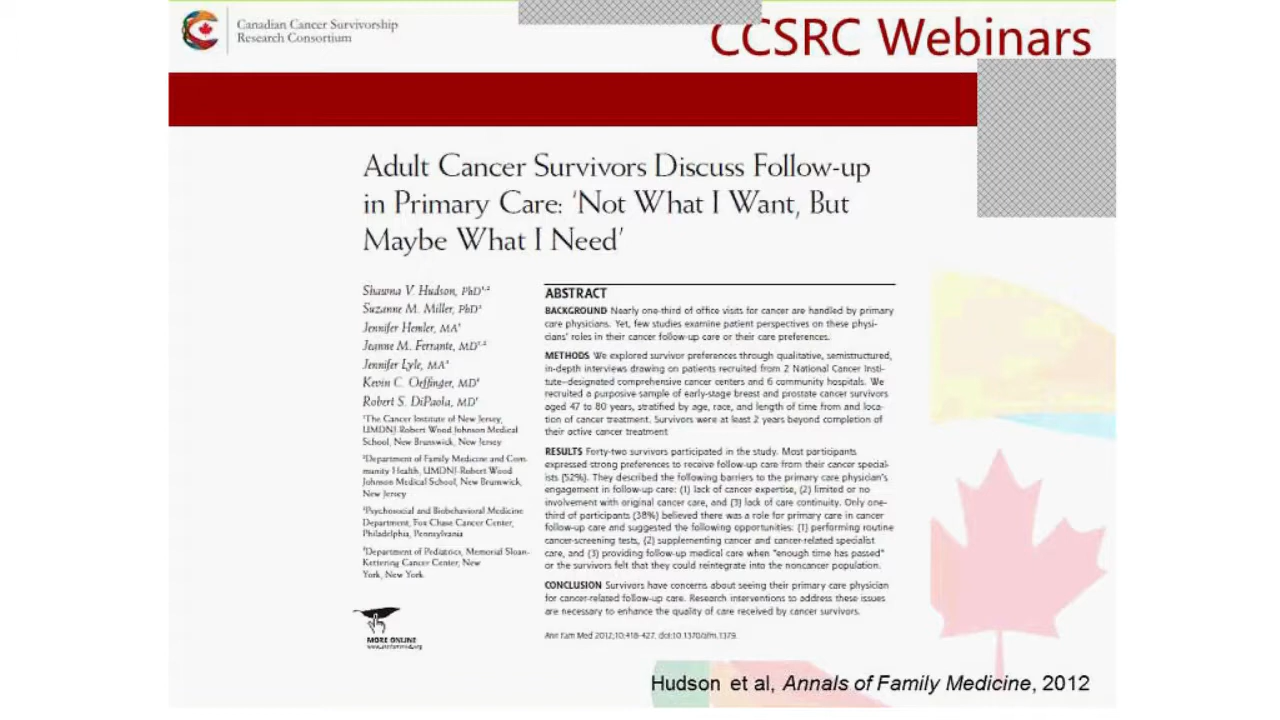 Canadian Cancer Survivorship
Research Consortium
CCSRC Webinars
Adult Cancer Survivors Discuss Follow-up
in Primary Care: 'Not What I Want, But
Maybe What I Need'
Shawna V. Hudson, PhD1,2
Suzanne M. Miller, PhD3
Jennifer Hemler, MA1
Jeanne M. Ferrante, MD1,2
Jennifer Lyle, MA3
Kevin C. Oeffinger, MD4
Robert S. DiPaola, MD1
1The Cancer Institute of New Jersey,
UMDNJ-Robert Wood Johnson Medical
School, New Brunswick, New Jersey
2Department of Family Medicine and Com-
munity Health, UMDNJ-Robert Wood
Johnson Medical School, New Brunswick,
New Jersey
3Psychosocial and Biobehavioral Medicine
Department, Fox Chase Cancer Center,
Philadelphia, Pennsylvania
4Department of Pediatrics, Memorial Sloan-
Kettering Cancer Center, New
York, New York
MORE ONLINE
www.annfammed.org
ABSTRACT
BACKGROUND Nearly one-third of office visits for cancer are handled by primary
care physicians. Yet, few studies examine patient perspectives on these physi-
cians' roles in their cancer follow-up care or their care preferences.
METHODS We explored survivor preferences through qualitative, semistructured,
in-depth interviews drawing on patients recruited from 2 National Cancer Insti-
tute–designated comprehensive cancer centers and 6 community hospitals. We
recruited a purposive sample of early-stage breast and prostate cancer survivors
aged 47 to 80 years, stratified by age, race, and length of time from and loca-
tion of cancer treatment. Survivors were at least 2 years beyond completion of
their active cancer treatment
RESULTS Forty-two survivors participated in the study. Most participants
expressed strong preferences to receive follow-up care from their cancer special-
ists (52%). They described the following barriers to the primary care physician's
engagement in follow-up care: (1) lack of cancer expertise, (2) limited or no
involvement with original cancer care, and (3) lack of care continuity. Only one-
third of participants (38%) believed there was a role for primary care in cancer
follow-up care and suggested the following opportunities: (1) performing routine
cancer-screening tests, (2) supplementing cancer and cancer-related specialist
care, and (3) providing follow-up medical care when "enough time has passed"
or the survivors felt that they could reintegrate into the noncancer population.
CONCLUSION Survivors have concerns about seeing their primary care physician
for cancer-related follow-up care. Research interventions to address these issues
are necessary to enhance the quality of care received by cancer survivors.
Ann Fam Med 2012;10:418-427. doi:10.1370/afm.1379.
Hudson et al, Annals of Family Medicine, 2012